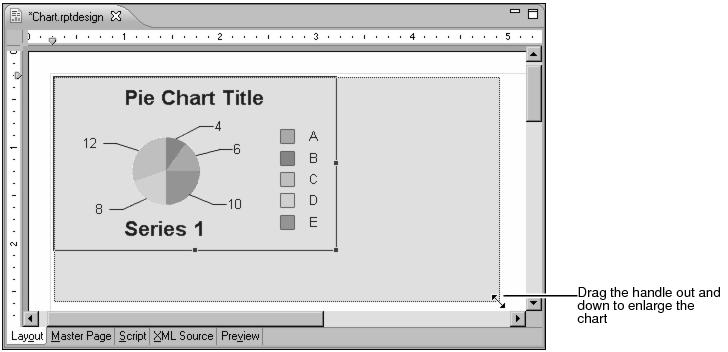 *Chart.rptdesign
1 2 3 4 5
1
2
Pie Chart Title
4
12
6
8
10
A
B
C
D
E
Series 1
Drag the handle out and
down to enlarge the
chart
Layout Master Page Script XML Source Preview